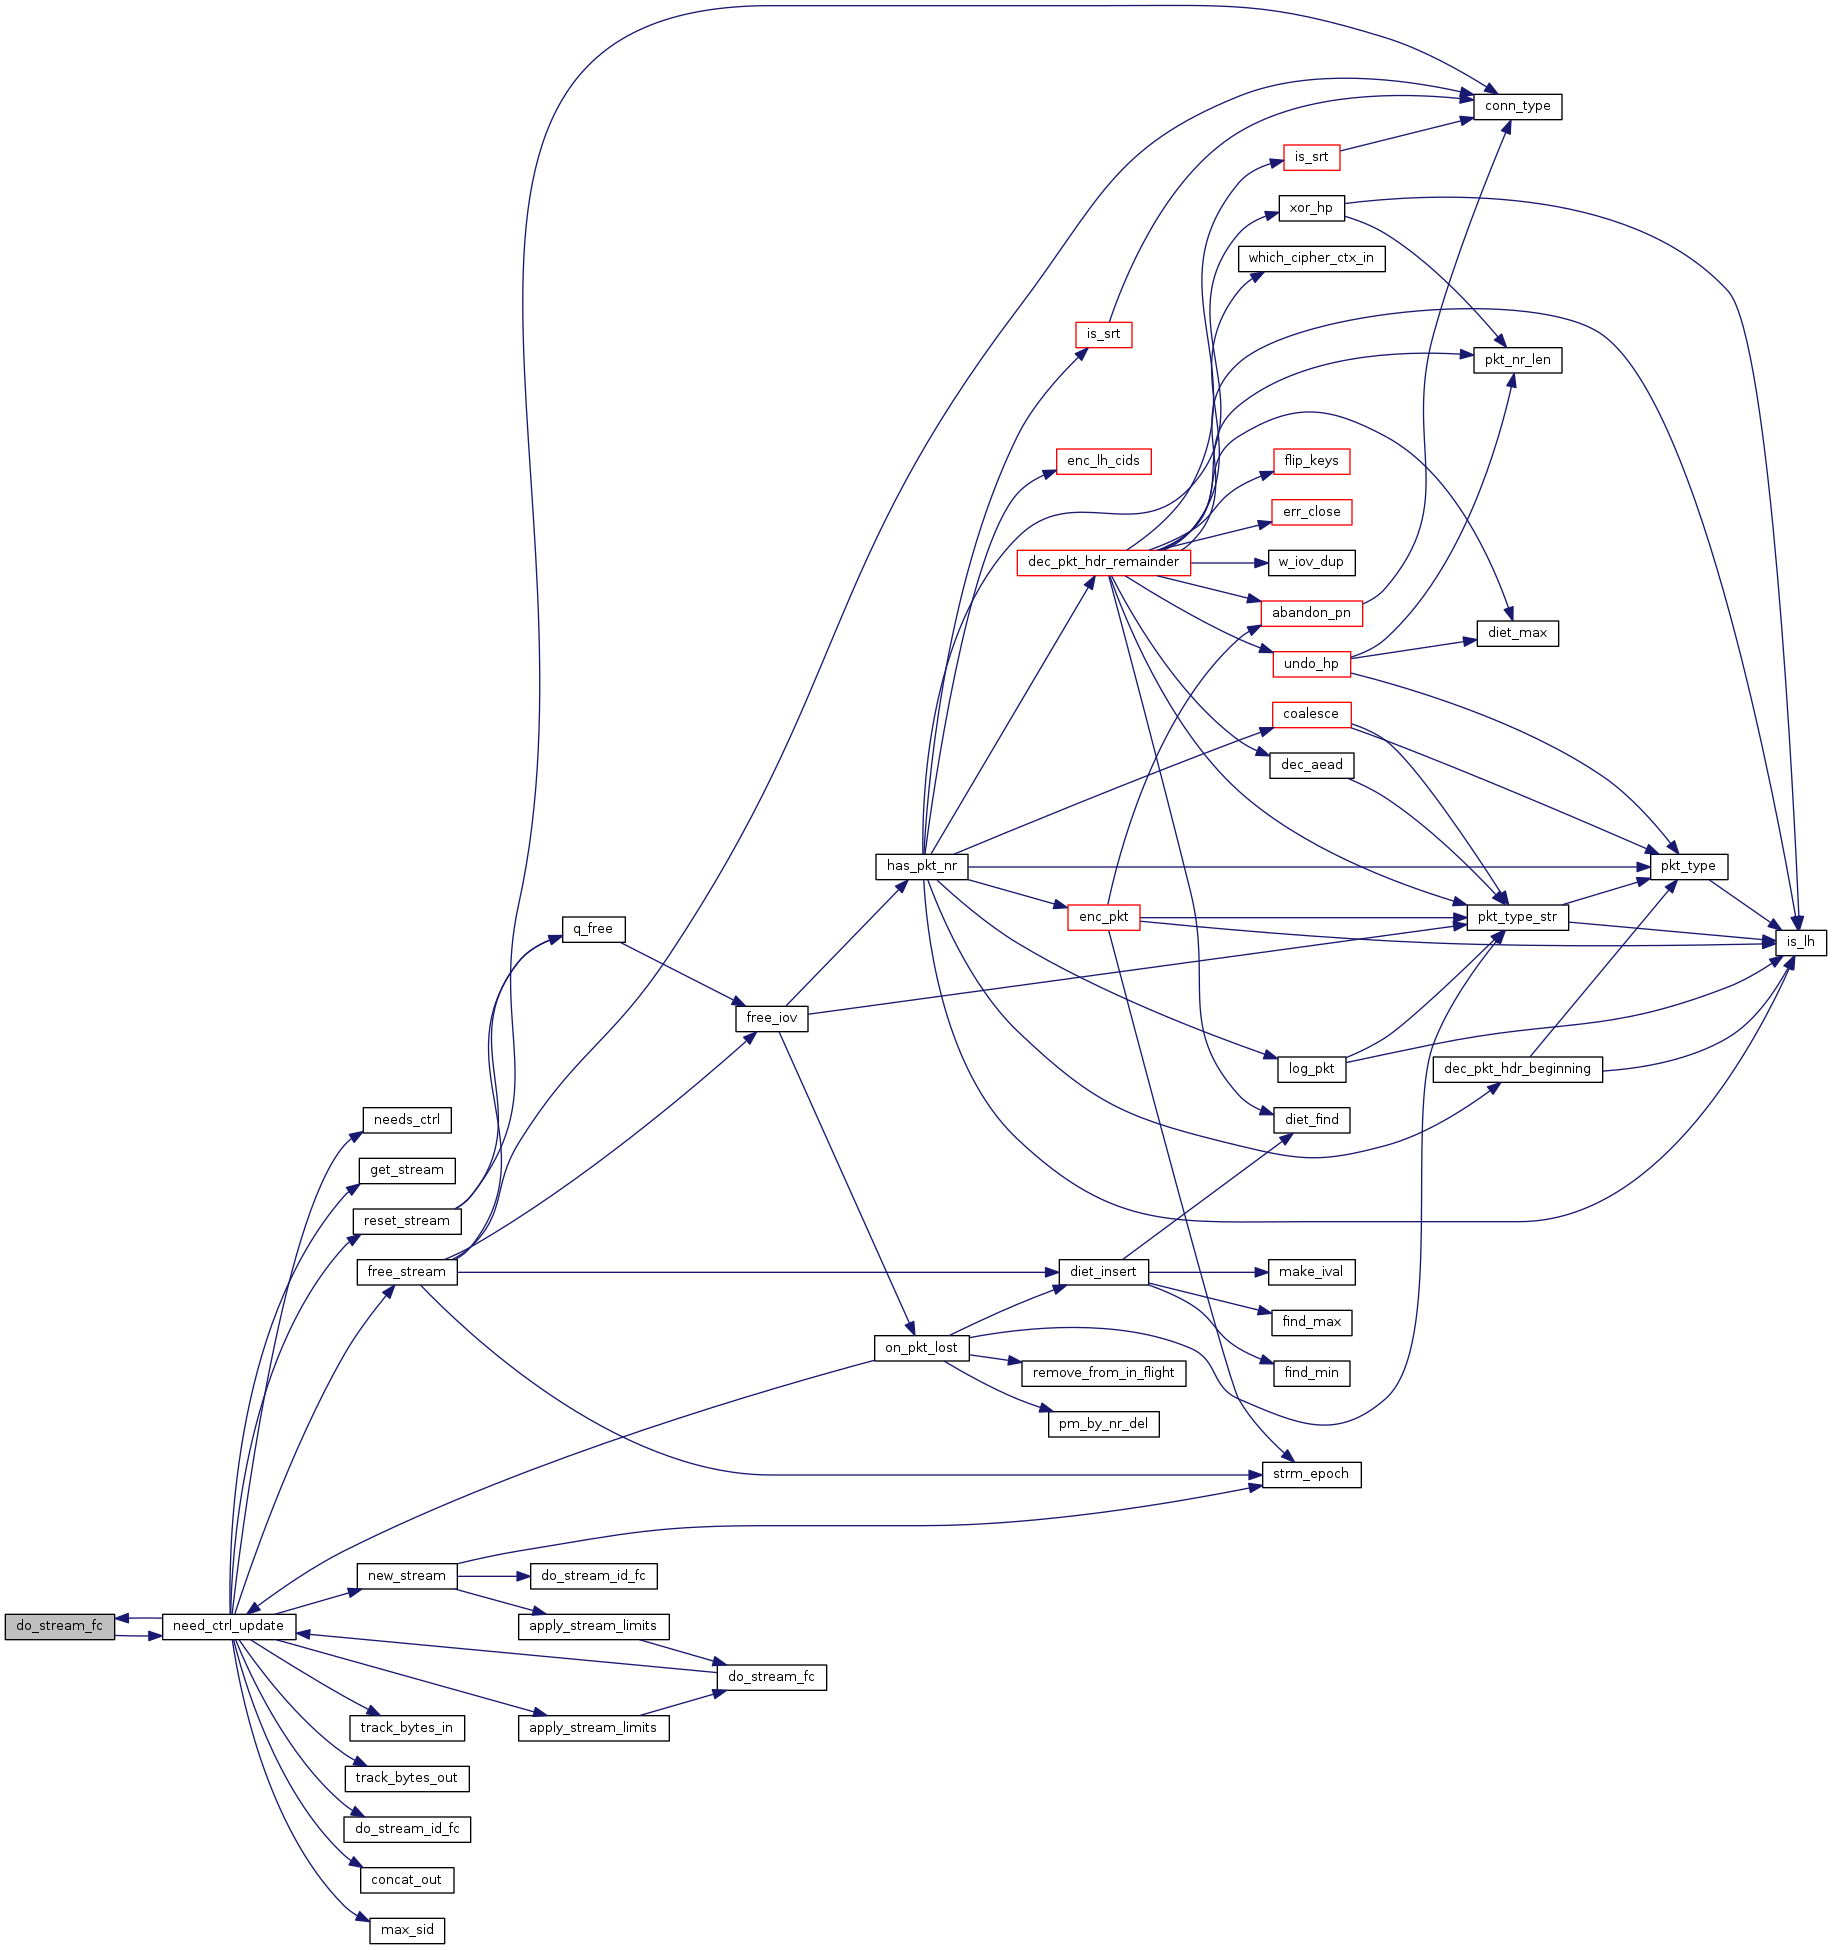 conn_type
is_srt
xor_hp
which_cipher_ctx_in
is_srt
pkt_nr_len
enc_lh_cids
flip_keys
err_close
dec_pkt_hdr_remainder
w_iov_dup
abandon_pn
diet_max
undo_hp
coalesce
dec_aead
has_pkt_nr
pkt_type
enc_pkt
pkt_type_str
q_free
is_lh
free_iov
log_pkt
dec_pkt_hdr_beginning
needs_ctrl
diet_find
get_stream
reset_stream
free_stream
diet_insert
make_ival
find_max
on_pkt_lost
remove_from_in_flight
find_min
pm_by_nr_del
strm_epoch
new_stream
do_stream_id_fc
do_stream_fc
need_ctrl_update
apply_stream_limits
do_stream_fc
track_bytes_in
apply_stream_limits
track_bytes_out
do_stream_id_fc
concat_out
max_sid